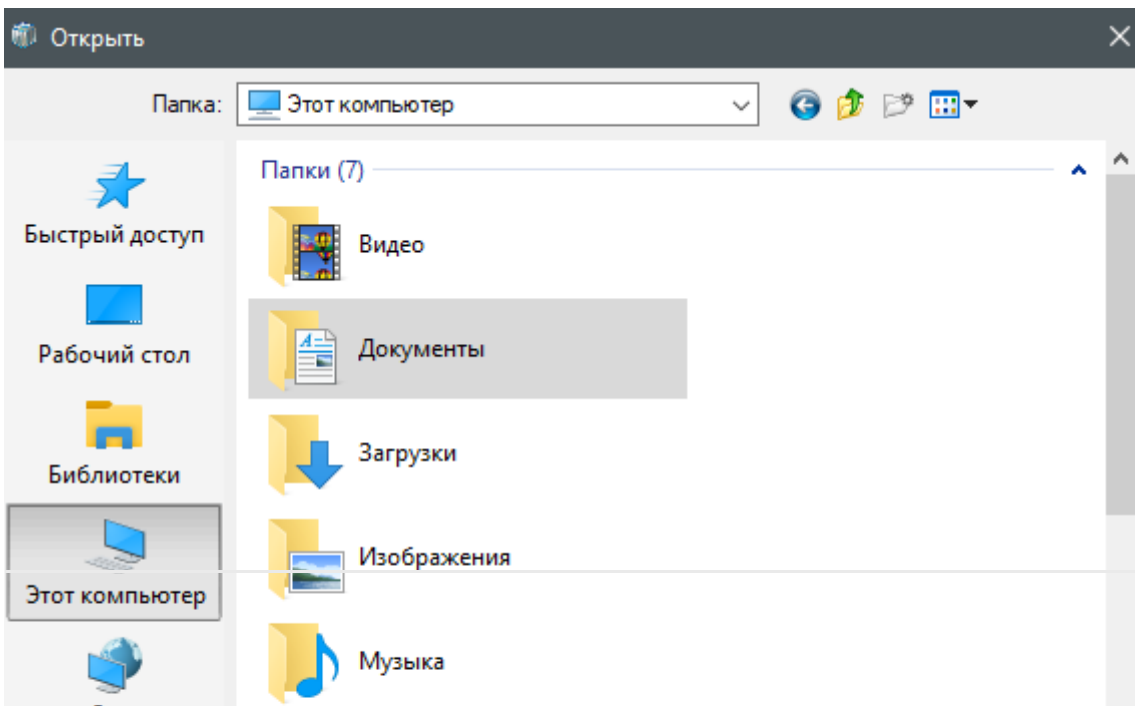 Открыть
Папка: Этот компьютер
Папки (7)
Быстрый доступ
Рабочий стол
Библиотеки
Этот компьютер
Видео
Документы
Загрузки
Изображения
Музыка